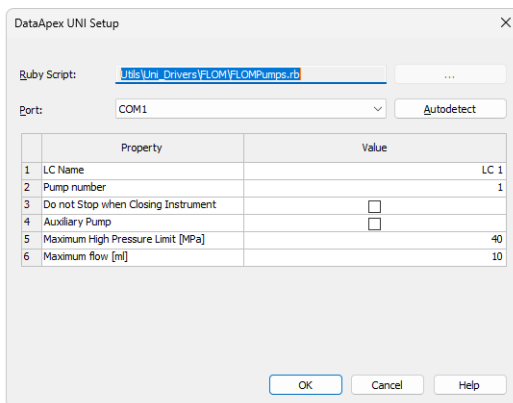 DataApex UNI Setup
Ruby Script: Utils\Uni_Drivers\FLOM\FLOMPumps.rb ...
Port: COM1 Autodetect
Property Value
1 LC Name LC 1
2 Pump number 1
3 Do not Stop when Closing Instrument
4 Auxiliary Pump
5 Maximum High Pressure Limit [MPa] 40
6 Maximum flow [ml] 10
OK Cancel Help